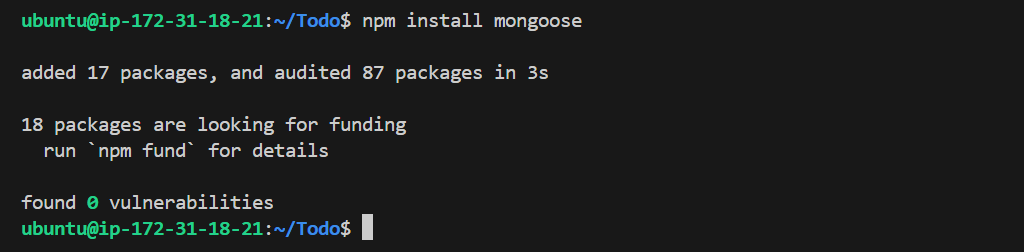 ubuntu@ip-172-31-18-21:~/Todo$ npm install mongoose
added 17 packages, and audited 87 packages in 3s
18 packages are looking for funding
  run `npm fund` for details
found 0 vulnerabilities
ubuntu@ip-172-31-18-21:~/Todo$